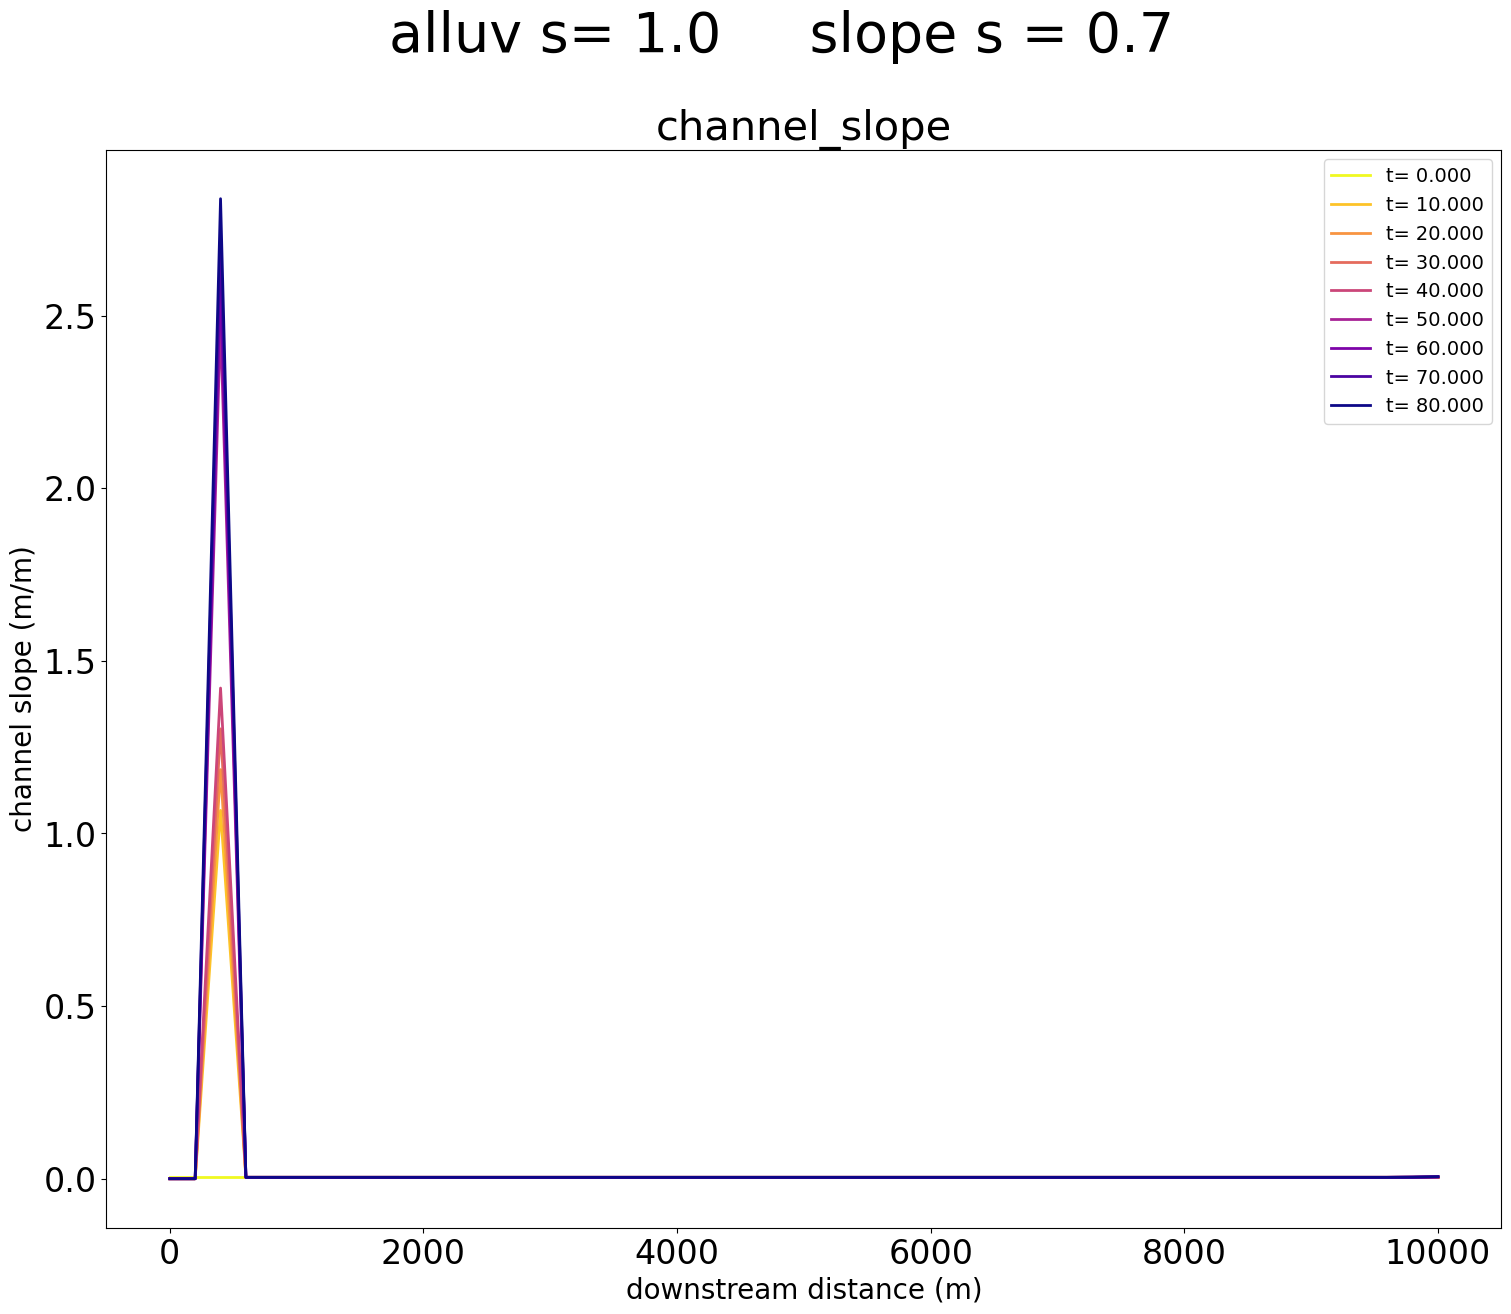 alluv s= 1.0 slope s = 0.7
channel_slope
t= 0.000
t= 10.000
t= 20.000
t= 30.000
t= 40.000
t= 50.000
t= 60.000
t= 70.000
t= 80.000
channel slope (m/m)
2.5
2.0
1.5
1.0
0.5
0.0
0 2000 4000 6000 8000 10000
downstream distance (m)